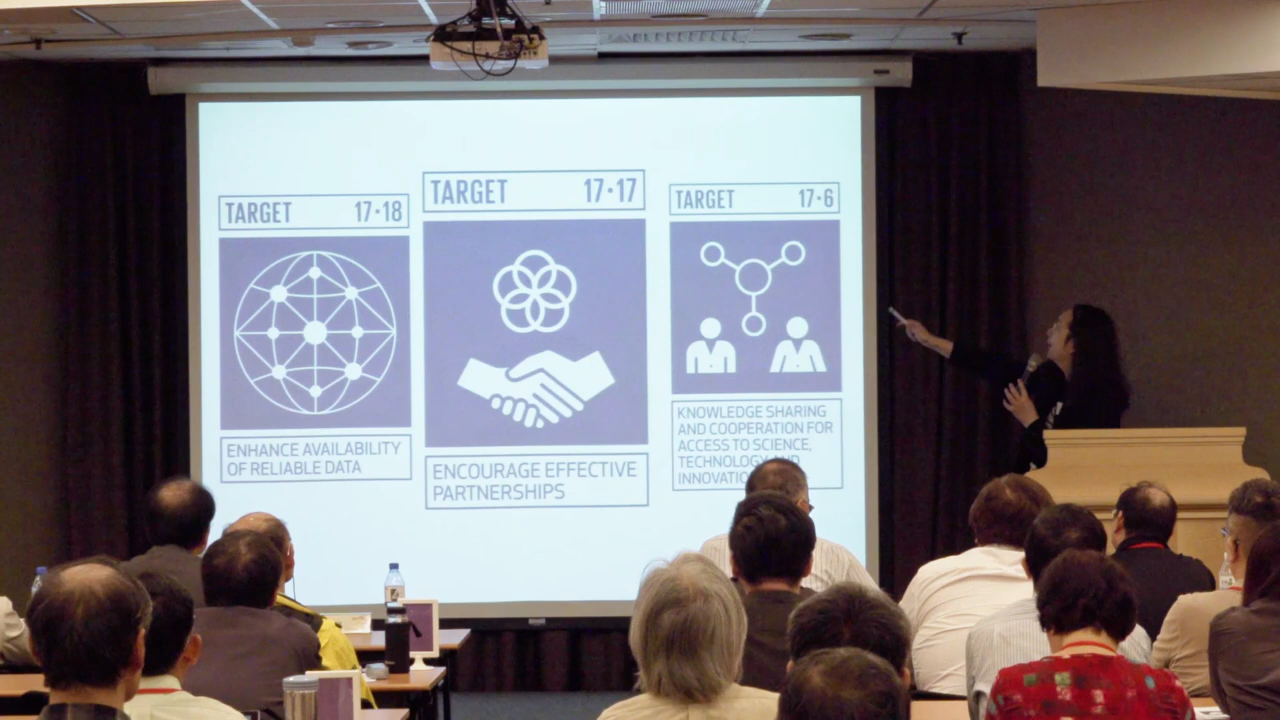 TARGET 17·18
ENHANCE AVAILABILITY
OF RELIABLE DATA
TARGET 17·17
ENCOURAGE EFFECTIVE
PARTNERSHIPS
TARGET 17·6
KNOWLEDGE SHARING
AND COOPERATION FOR
ACCESS TO SCIENCE,
TECHNOLOGY AND